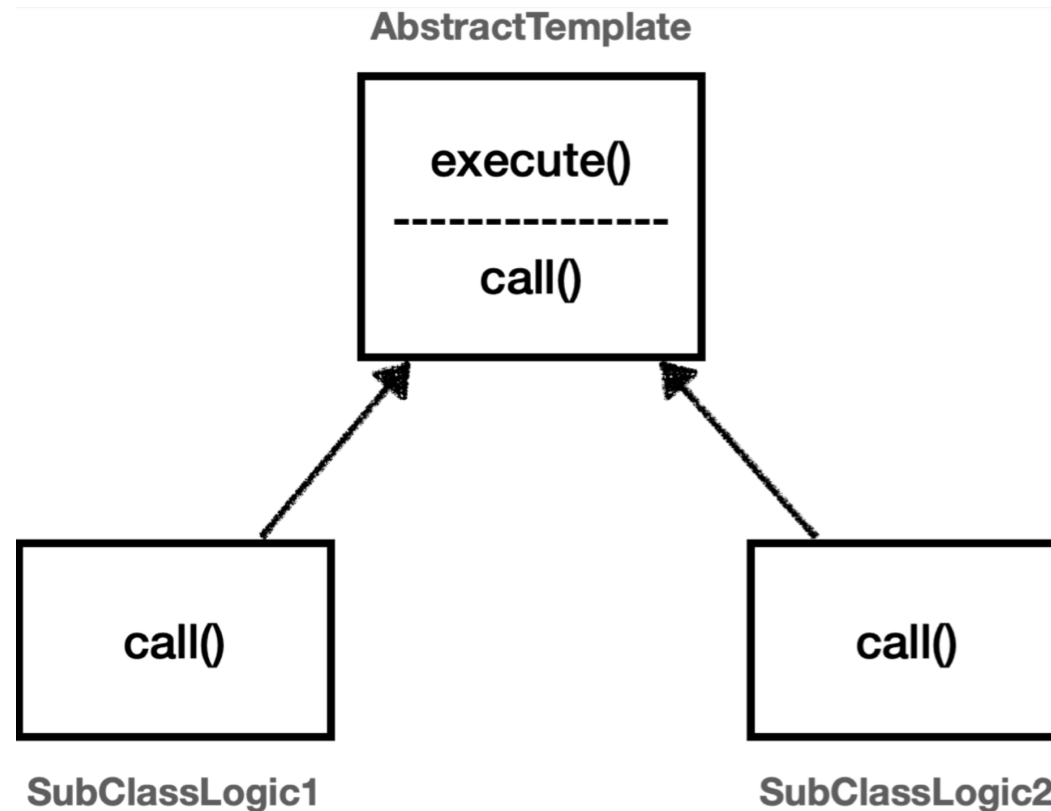 AbstractTemplate
execute()
---------------
call()
call()
call()
SubClassLogic1
SubClassLogic2